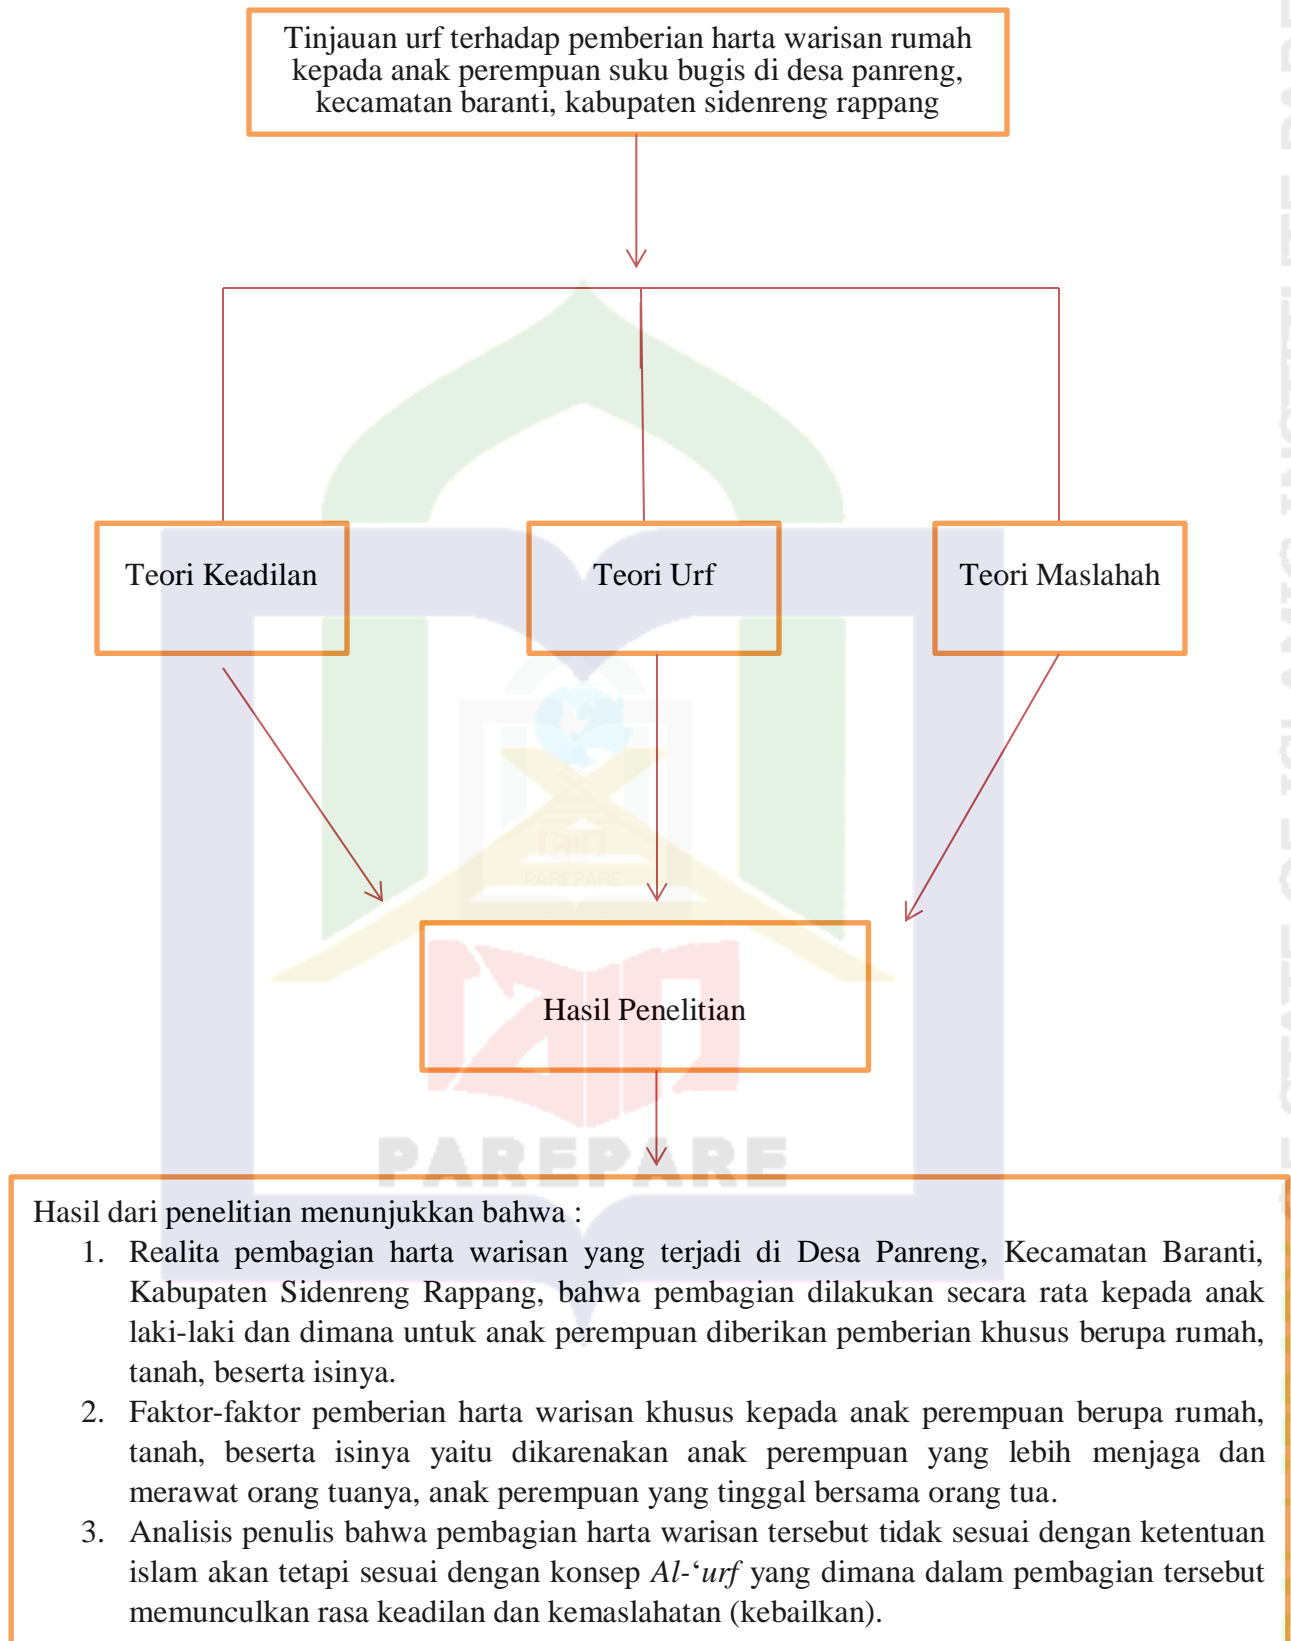 Tinjauan urf terhadap pemberian harta warisan rumah
kepada anak perempuan suku bugis di desa panreng,
kecamatan baranti, kabupaten sidenreng rappang
Teori Keadilan
Teori Urf
Teori Maslahah
PAREPARE
Hasil Penelitian
PAREPARE
Hasil dari penelitian menunjukkan bahwa :
1. Realita pembagian harta warisan yang terjadi di Desa Panreng, Kecamatan Baranti,
Kabupaten Sidenreng Rappang, bahwa pembagian dilakukan secara rata kepada anak
laki-laki dan dimana untuk anak perempuan diberikan pemberian khusus berupa rumah,
tanah, beserta isinya.
2. Faktor-faktor pemberian harta warisan khusus kepada anak perempuan berupa rumah,
tanah, beserta isinya yaitu dikarenakan anak perempuan yang lebih menjaga dan
merawat orang tuanya, anak perempuan yang tinggal bersama orang tua.
3. Analisis penulis bahwa pembagian harta warisan tersebut tidak sesuai dengan ketentuan
islam akan tetapi sesuai dengan konsep Al-‘urf yang dimana dalam pembagian tersebut
memunculkan rasa keadilan dan kemaslahatan (kebailkan).